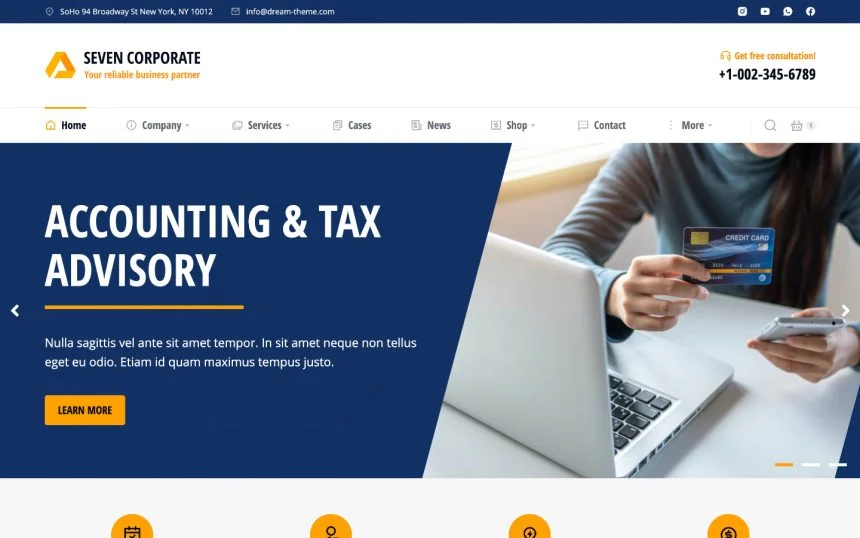 SoHo 94 Broadway St New York, NY 10012
info@dream-theme.com
SEVEN CORPORATE
Your reliable business partner
Get free consultation!
+1-002-345-6789
Home
Company
Services
Cases
News
Shop
Contact
More
ACCOUNTING & TAX
ADVISORY
CREDIT CARD
Nulla sagittis vel ante sit amet tempor. In sit amet neque non tellus
eget eu odio. Etiam id quam maximus tempus justo.
LEARN MORE